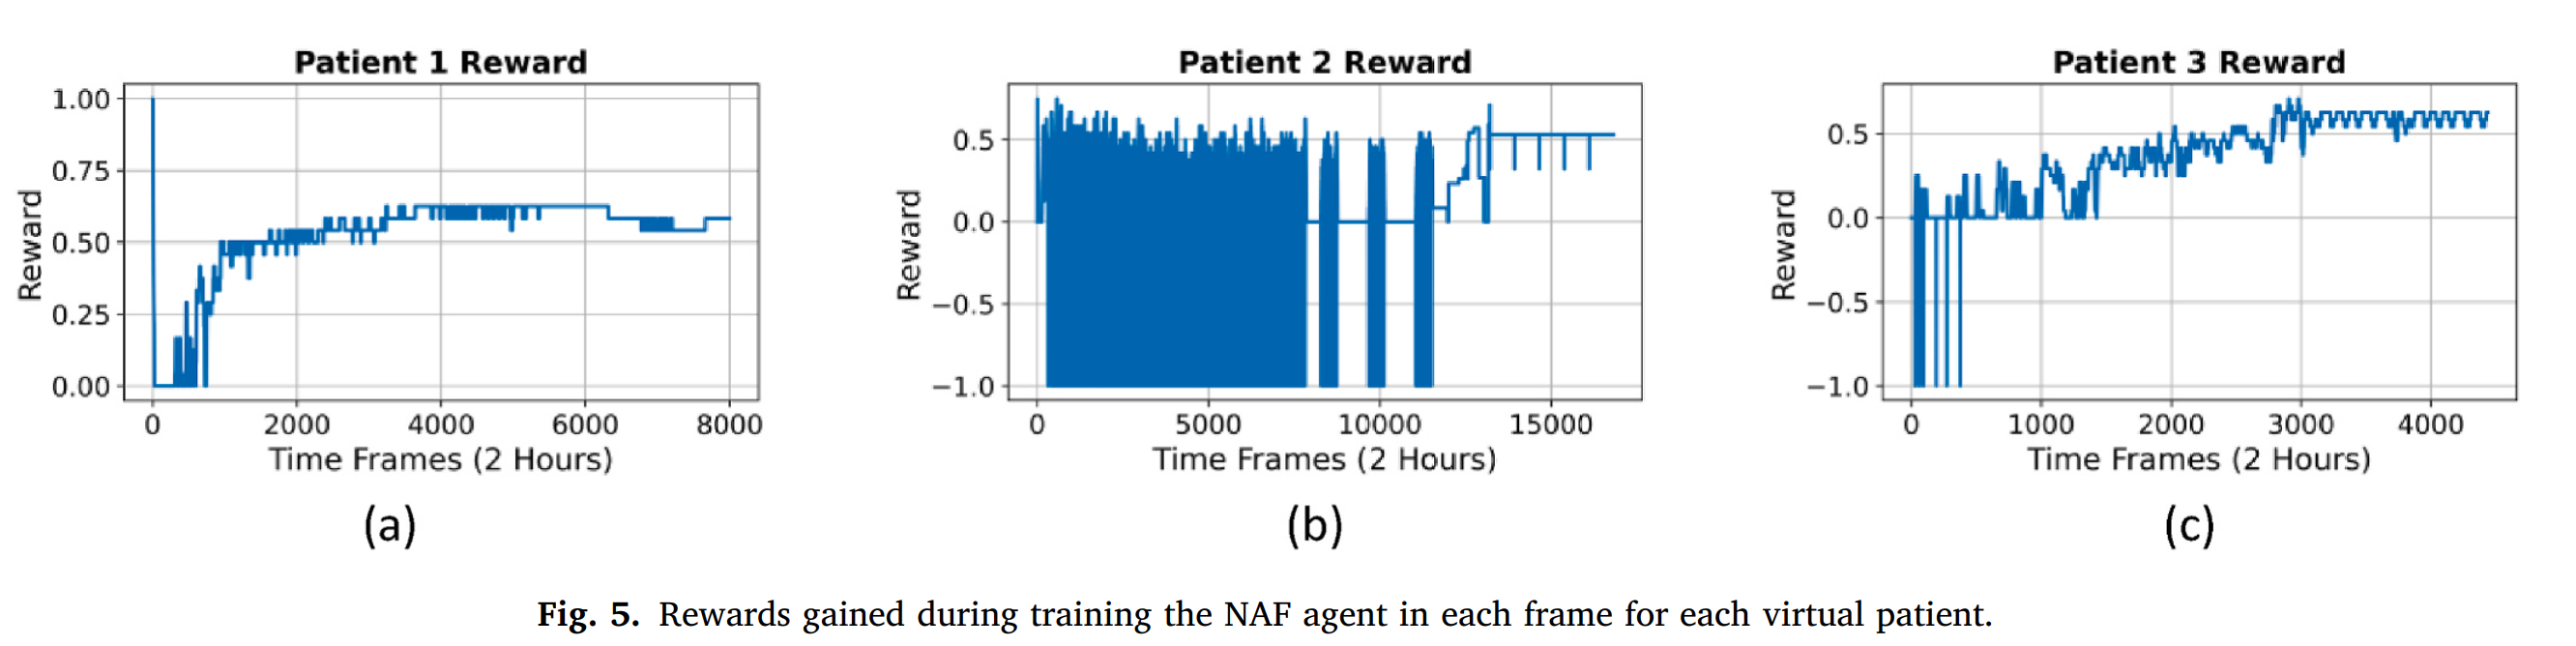 Patient 1 Reward
Reward
1.00
0.75
0.50
0.25
0.00
0 2000 4000 6000 8000
Time Frames (2 Hours)
(a)
Patient 2 Reward
Reward
0.5
0.0
−0.5
−1.0
0 5000 10000 15000
Time Frames (2 Hours)
(b)
Patient 3 Reward
Reward
0.5
0.0
−0.5
−1.0
0 1000 2000 3000 4000
Time Frames (2 Hours)
(c)
Fig. 5. Rewards gained during training the NAF agent in each frame for each virtual patient.